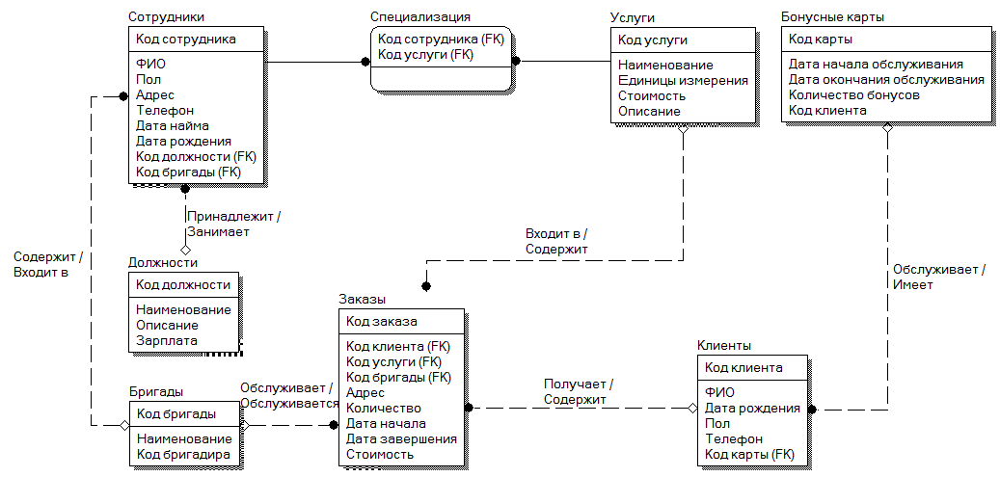 Сотрудники
Код сотрудника
ФИО
Пол
Адрес
Телефон
Дата найма
Дата рождения
Код должности (FK)
Код бригады (FK)
Специализация
Код сотрудника (FK)
Код услуги (FK)
Услуги
Код услуги
Наименование
Единицы измерения
Стоимость
Описание
Бонусные карты
Код карты
Дата начала обслуживания
Дата окончания обслуживания
Количество бонусов
Код клиента
Принадлежит /
Занимает
Содержит /
Входит в
Входит в /
Содержит
Обслуживает /
Имеет
Должности
Код должности
Наименование
Описание
Зарплата
Заказы
Код заказа
Код клиента (FK)
Код услуги (FK)
Код бригады (FK)
Адрес
Количество
Дата начала
Дата завершения
Стоимость
Клиенты
Код клиента
ФИО
Дата рождения
Пол
Телефон
Код карты (FK)
Бригады
Код бригады
Наименование
Код бригадира
Обслуживает /
Обслуживается
Получает /
Содержит